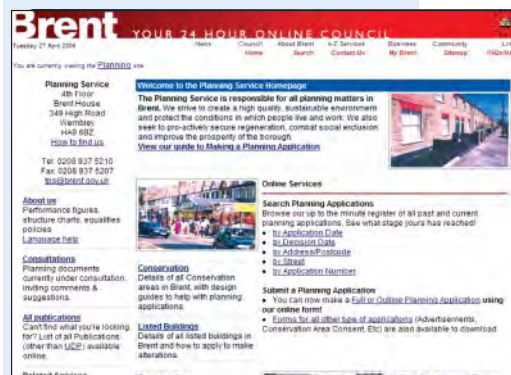 Brent YOUR 24 HOUR ONLINE COUNCIL
Tuesday 27 April 2004
News Council About Brent A-Z Services Business Community
Home Search Contact Us My Brent Sitemap
You are currently viewing the Planning site
Planning Service
4th Floor
Brent House
349 High Road
Wembley
HA9 6BZ
How to find us
Tel: 0208 937 5210
Fax: 0208 937 5207
tps@brent.gov.uk
About us
Performance figures,
structure charts, equalities
policies
Language help
Consultations
Planning documents
currently under consultation,
inviting comments &
suggestions.
All publications
Can't find what you're looking
for? List of all Publications
(other than UDP) available
online.
Related Services
Welcome to the Planning Service Homepage
The Planning Service is responsible for all planning matters in
Brent. We strive to create a high quality, sustainable environment
and protect the conditions in which people live and work. We also
seek to pro-actively secure regeneration, combat social exclusion
and improve the prosperity of the borough.
View our guide to Making a Planning Application
Conservation
Details of all Conservation
areas in Brent, with design
guides to help with planning
applications.
Listed Buildings
Details of all listed buildings in
Brent and how to apply to make
alterations.
Online Services
Search Planning Applications
Browse our up to the minute register of all past and current
planning applications. See what stage yours has reached!
• by Application Date
• by Decision Date
• by Address/Postcode
• by Street
• by Application Number
Submit a Planning Application
• You can now make a Full or Outline Planning Application using
our online form!
• Forms for all other type of applications (Advertisements,
Conservation Area Consent, Etc) are also available to download